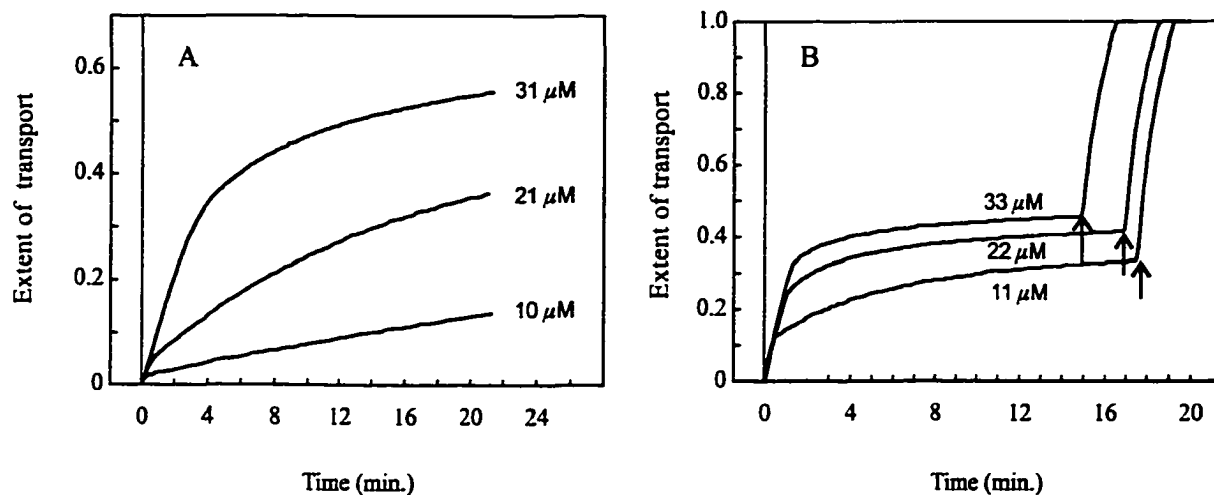 A
Extent of transport
0.6
0.4
0.2
0
31 µM
21 µM
10 µM
0 4 8 12 16 20 24
Time (min.)
B
Extent of transport
1.0
0.8
0.6
0.4
0.2
0.0
33 µM
22 µM
11 µM
0 4 8 12 16 20
Time (min.)